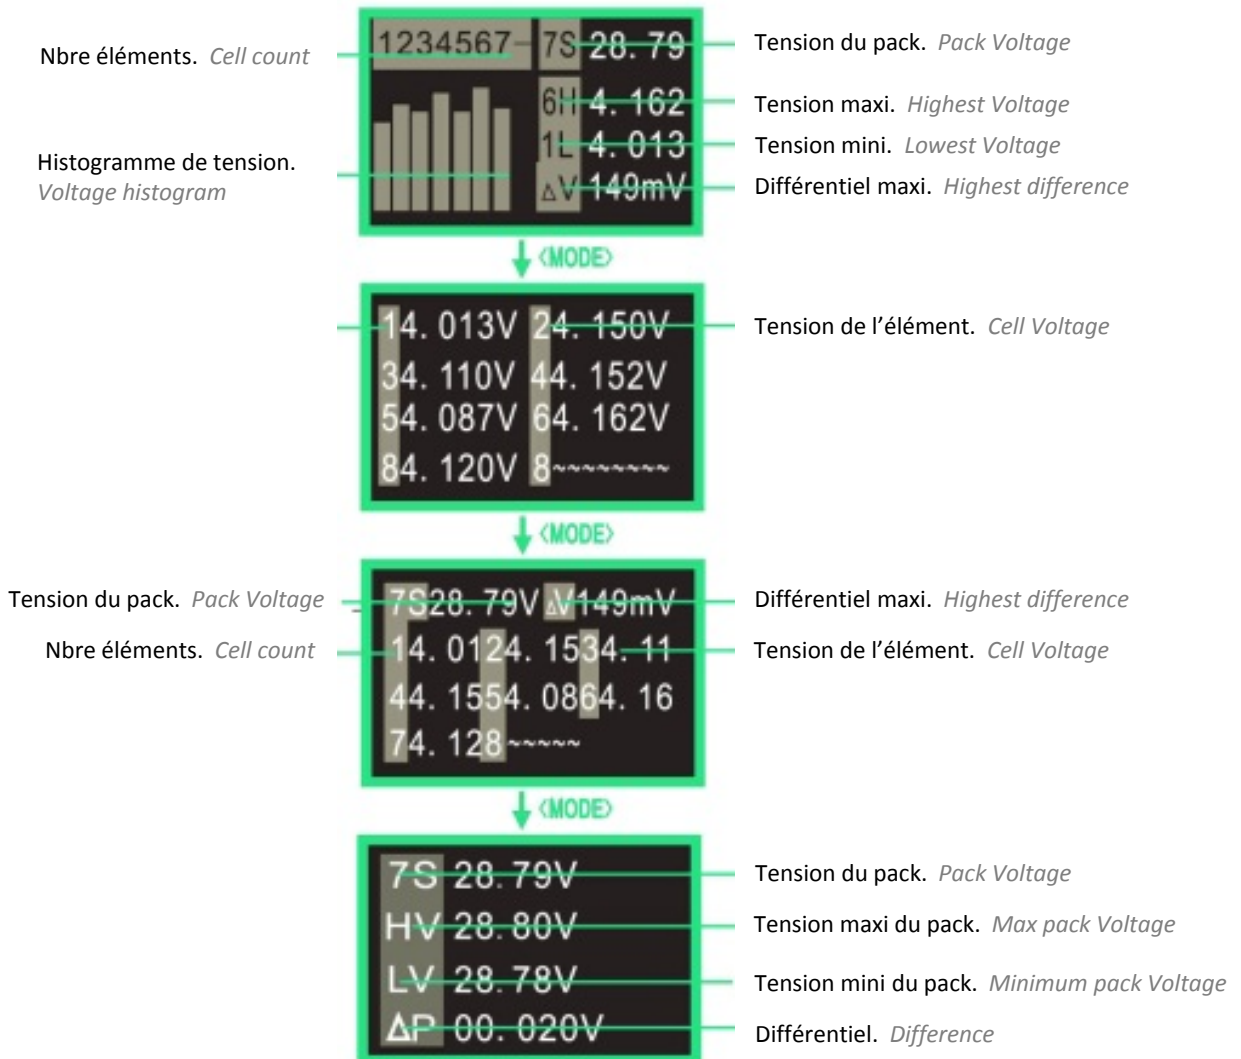 Nbre éléments. Cell count
1234567- 7S 28. 79
Tension du pack. Pack Voltage
6H 4. 162
Tension maxi. Highest Voltage
1L 4. 013
Tension mini. Lowest Voltage
Histogramme de tension.
Voltage histogram
ΔV 149mV
Différentiel maxi. Highest difference
<MODE>
14. 013V 24. 150V
Tension de l’élément. Cell Voltage
34. 110V 44. 152V
54. 087V 64. 162V
84. 120V 8~~~~~~~~
<MODE>
Tension du pack. Pack Voltage
7S28. 79V ΔV149mV
Différentiel maxi. Highest difference
Nbre éléments. Cell count
14. 0124. 1534. 11
Tension de l’élément. Cell Voltage
44. 1554. 0864. 16
74. 128~~~~~
<MODE>
7S 28. 79V
Tension du pack. Pack Voltage
HV 28. 80V
Tension maxi du pack. Max pack Voltage
LV 28. 78V
Tension mini du pack. Minimum pack Voltage
ΔP 00. 020V
Différentiel. Difference